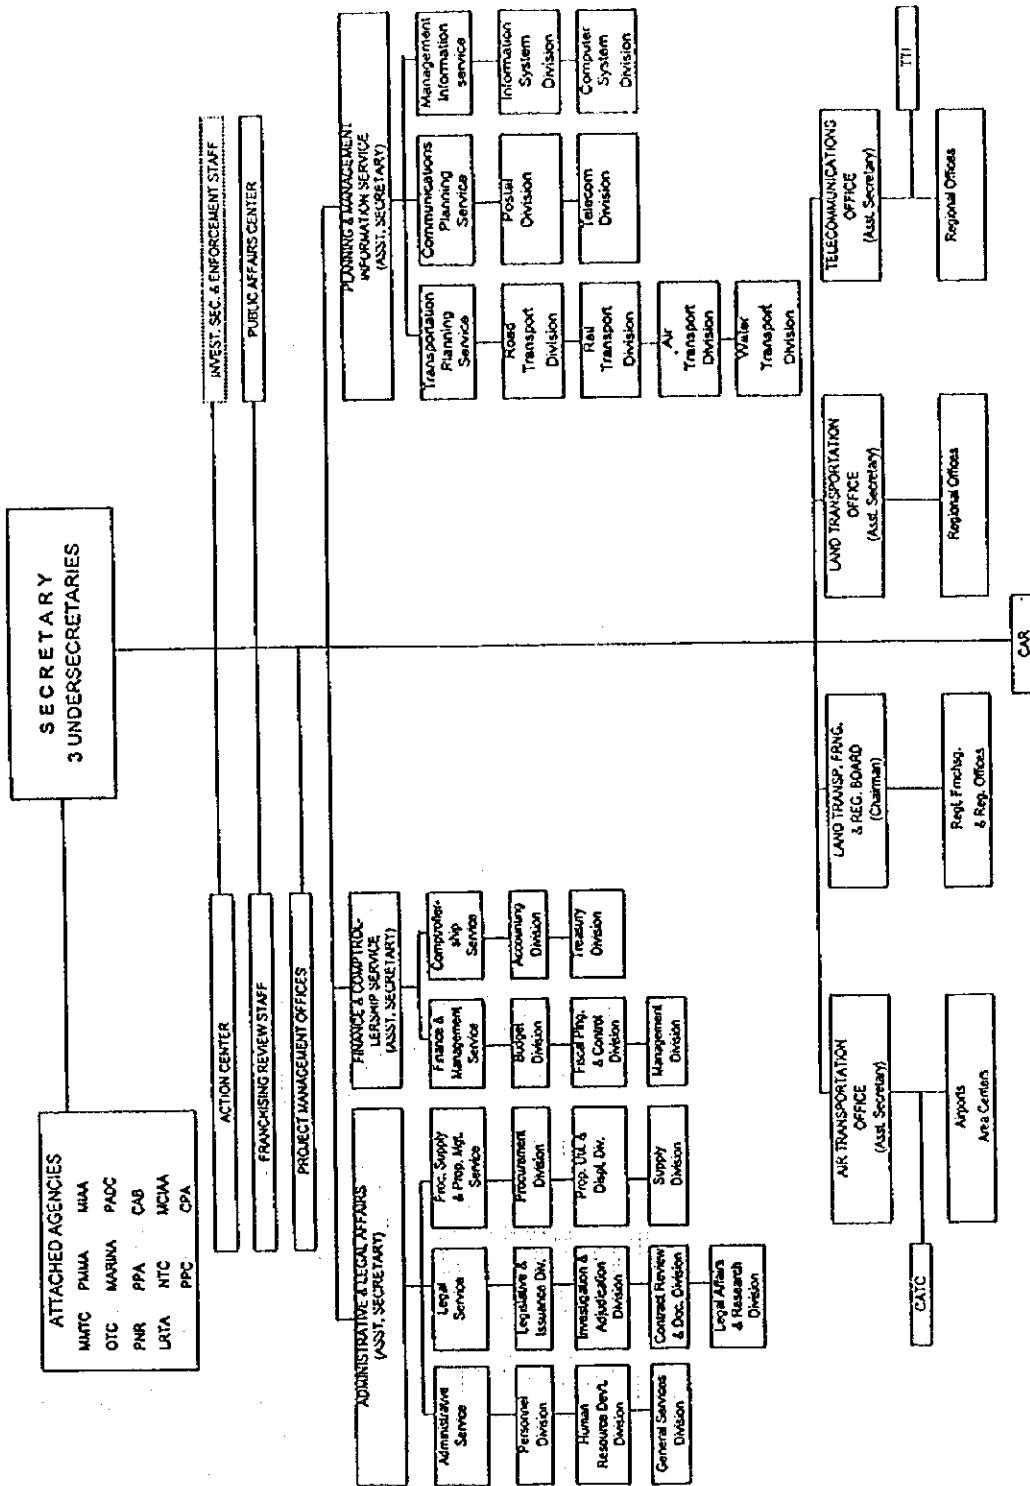 SECRETARY
3 UNDERSECRETARIES
ATTACHED AGENCIES
MMTC PMMA MIAA
OTC MARINA PADC
PNR PPA CAB
LRTA NTC MCIAA
PPC CPA
ACTION CENTER
INVEST. SEC. & ENFORCEMENT STAFF
FRANCHISING REVIEW STAFF
PUBLIC AFFAIRS CENTER
PROJECT MANAGEMENT OFFICES
ADMINISTRATIVE & LEGAL AFFAIRS
(ASST. SECRETARY)
Administrative
Service
Personnel
Division
Human
Resource Dev't.
Division
General Services
Division
Legal
Service
Legislative &
Issuance Div.
Investigation &
Adjudication
Division
Contract Review
& Doc. Division
Legal Affairs
& Research
Division
Proc. Supply
& Prop. Mgt.
Service
Procurement
Division
Prop. Util. &
Displ. Div.
Supply
Division
FINANCE & COMPTROL-
LERSHIP SERVICE
(ASST. SECRETARY)
Finance &
Management
Service
Budget
Division
Fiscal Plng.
& Control
Division
Management
Division
Comptroller-
ship
Service
Accounting
Division
Treasury
Division
PLANNING & MANAGEMENT
INFORMATION SERVICE
(ASST. SECRETARY)
Transportation
Planning
Service
Road
Transport
Division
Rail
Transport
Division
Air
Transport
Division
Water
Transport
Division
Communications
Planning
Service
Postal
Division
Telecom
Division
Management
Information
service
Information
System
Division
Computer
System
Division
AIR TRANSPORTATION
OFFICE
(Asst. Secretary)
CATC
Airports
Area Centers
LAND TRANSP. FRNG.
& REG. BOARD
(Chairman)
Regl. Frnchsg.
& Reg. Offices
LAND TRANSPORTATION
OFFICE
(Asst. Secretary)
Regional Offices
TELECOMMUNICATIONS
OFFICE
(Asst. Secretary)
TTI
Regional Offices
CAR